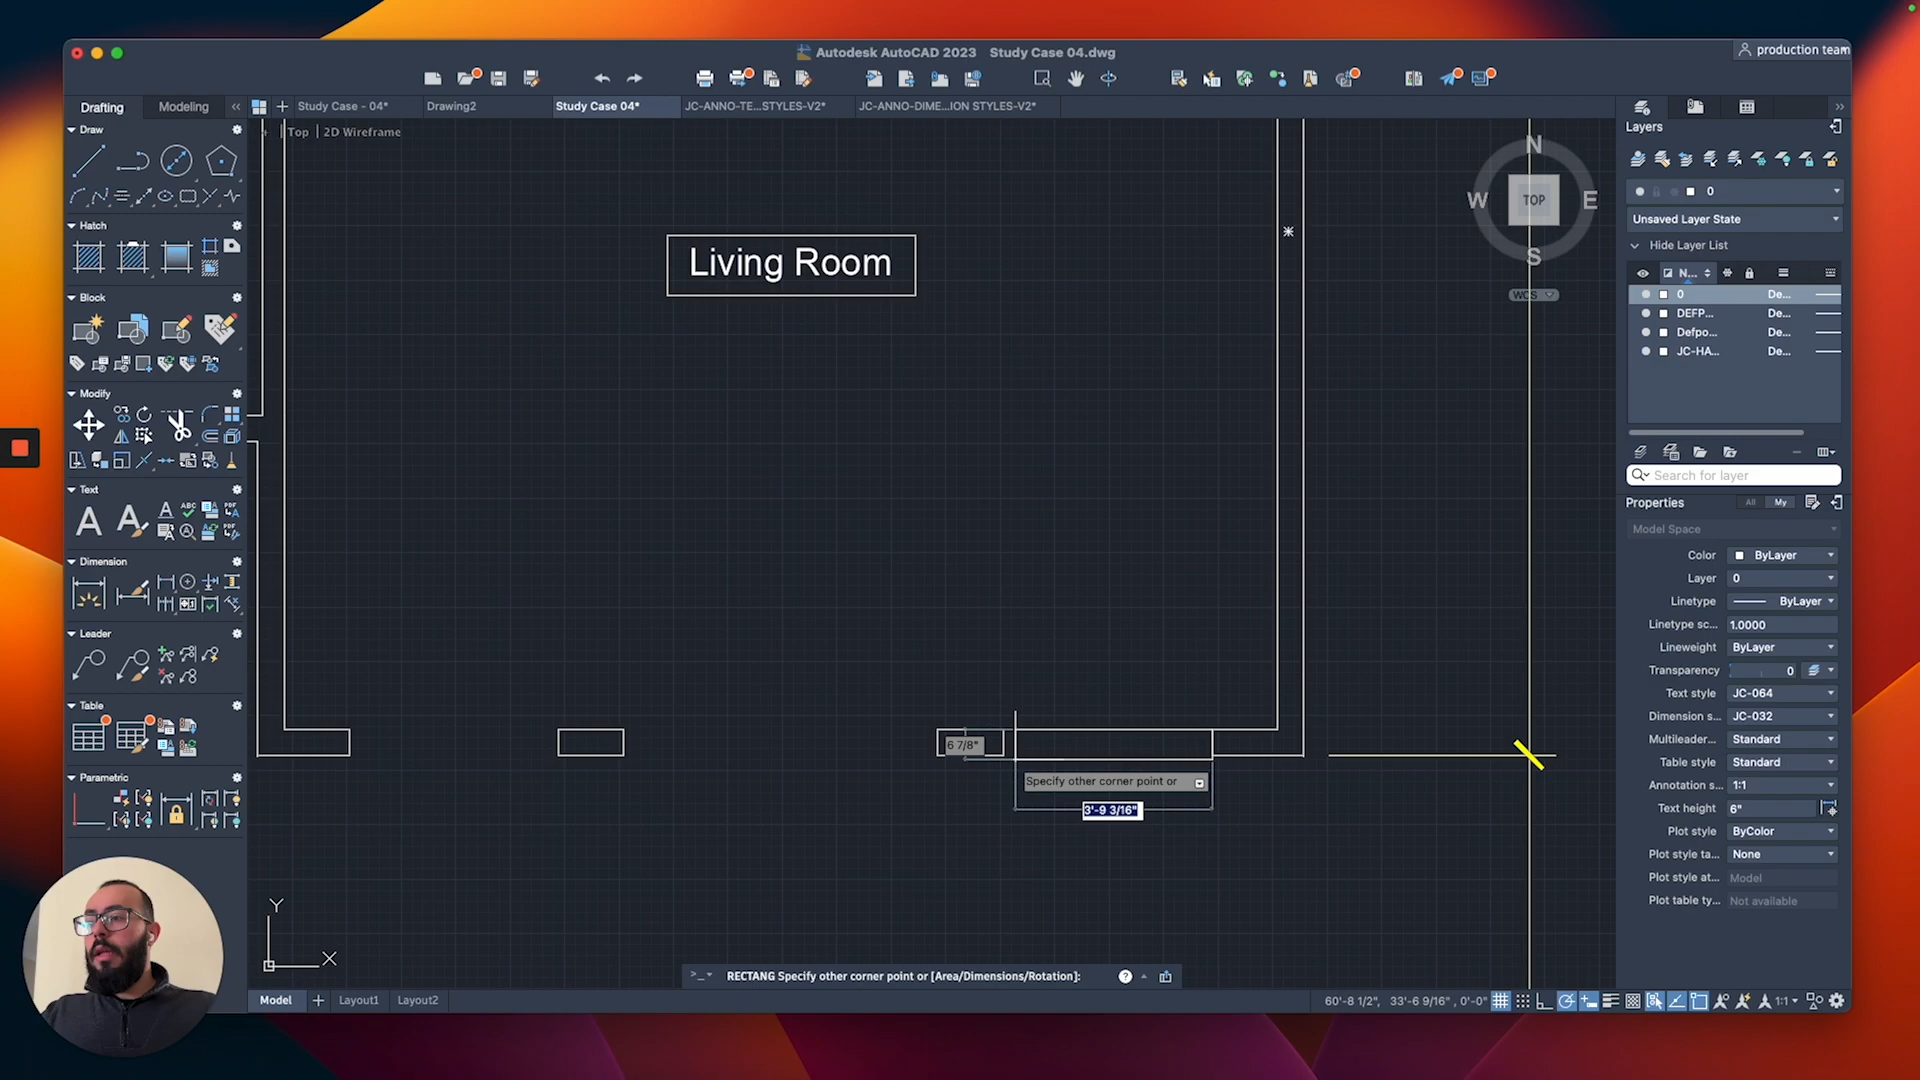 Autodesk AutoCAD 2023 Study Case 04.dwg
production team
Drafting
Modeling
Study Case - 04*
Drawing2
Study Case 04*
JC-ANNO-TE...STYLES-V2*
JC-ANNO-DIME...ION STYLES-V2*
Top
2D Wireframe
Draw
Hatch
Block
Modify
Text
Dimension
Leader
Table
Parametric
Living Room
N
W
TOP
E
S
WCS
6 7/8"
Specify other corner point or
3'-9 3/16"
Y
X
RECTANG Specify other corner point or [Area/Dimensions/Rotation]:
Model
Layout1
Layout2
60'-8 1/2", 33'-6 9/16", 0'-0"
1:1
Layers
0
Unsaved Layer State
Hide Layer List
N...
0 De...
DEFP... De...
Defpo... De...
JC-HA... De...
Search for layer
Properties
All
My
Model Space
Color ByLayer
Layer 0
Linetype ByLayer
Linetype sc... 1.0000
Lineweight ByLayer
Transparency 0
Text style JC-064
Dimension s... JC-032
Multileader... Standard
Table style Standard
Annotation s... 1:1
Text height 6"
Plot style ByColor
Plot style ta... None
Plot style at... Model
Plot table ty... Not available